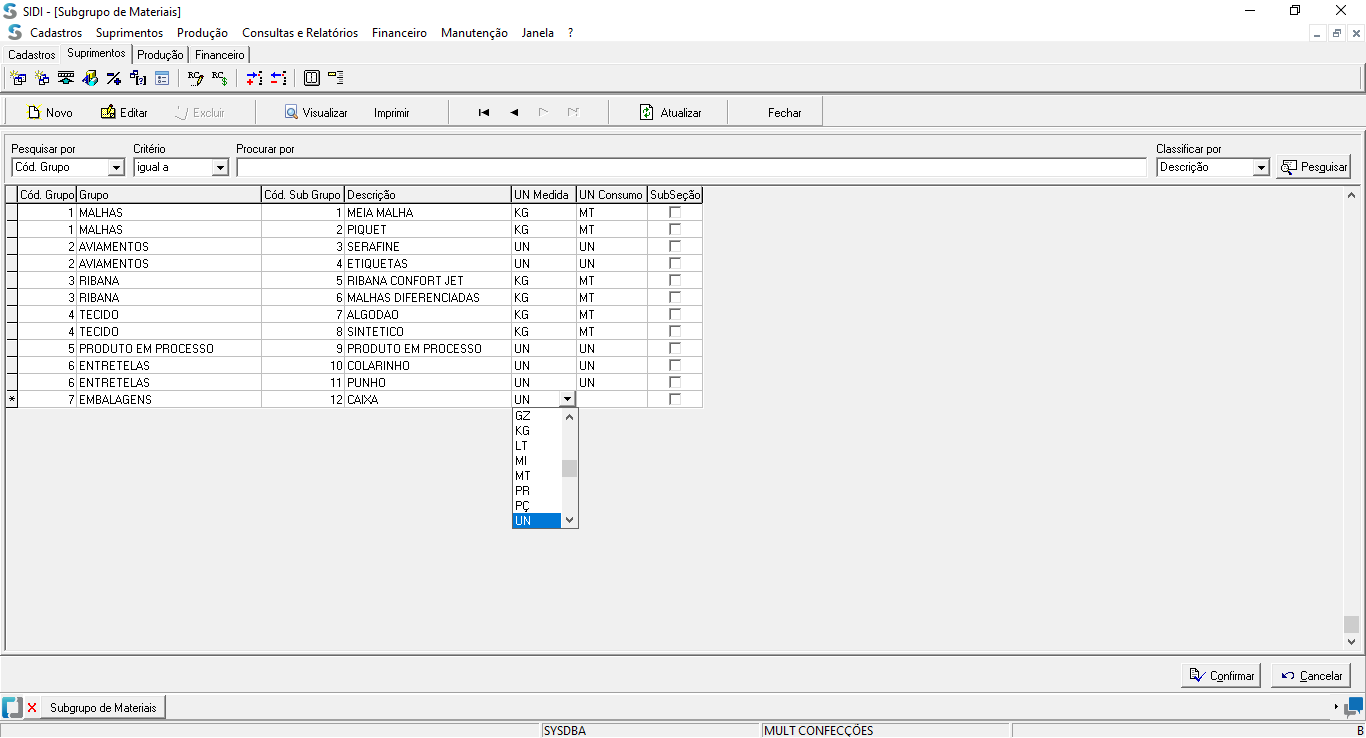 SIDI - [Subgrupo de Materiais]
Cadastros Suprimentos Produção Consultas e Relatórios Financeiro Manutenção Janela ?
Cadastros Suprimentos Produção Financeiro
Novo Editar Excluir Visualizar Imprimir Atualizar Fechar
Pesquisar por Critério Procurar por Classificar por
Cód. Grupo igual a Descrição Pesquisar
Cód. Grupo Grupo Cód. Sub Grupo Descrição UN Medida UN Consumo SubSeção
1 MALHAS 1 MEIA MALHA KG MT
1 MALHAS 2 PIQUET KG MT
2 AVIAMENTOS 3 SERAFINE UN UN
2 AVIAMENTOS 4 ETIQUETAS UN UN
3 RIBANA 5 RIBANA CONFORT JET KG MT
3 RIBANA 6 MALHAS DIFERENCIADAS KG MT
4 TECIDO 7 ALGODAO KG MT
4 TECIDO 8 SINTETICO KG MT
5 PRODUTO EM PROCESSO 9 PRODUTO EM PROCESSO UN UN
6 ENTRETELAS 10 COLARINHO UN UN
6 ENTRETELAS 11 PUNHO UN UN
* 7 EMBALAGENS 12 CAIXA UN
GZ
KG
LT
MI
MT
PR
PÇ
UN
Confirmar Cancelar
Subgrupo de Materiais
SYSDBA MULT CONFECÇÕES B